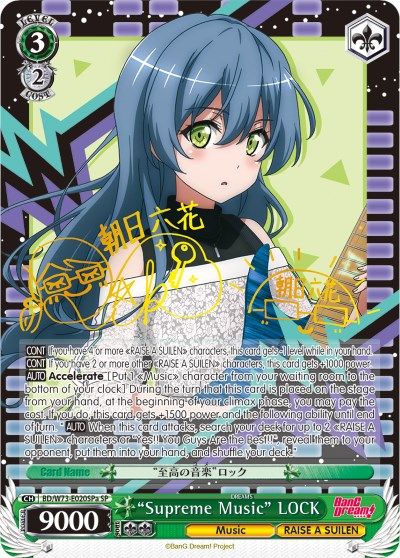 LEVEL
3
2
COST
朝日六花
朝日六花
CONT If you have 4 or more «RAISE A SUILEN» characters, this card gets -1 level while in your hand.
CONT If you have 2 or more other «RAISE A SUILEN» characters, this card gets +1000 power.
AUTO Accelerate [Put 1 «Music» character from your waiting room to the
bottom of your clock] During the turn that this card is placed on the stage
from your hand, at the beginning of your climax phase, you may pay the
cost. If you do, this card gets +1500 power and the following ability until end
of turn. "AUTO When this card attacks, search your deck for up to 2 «RAISE A
SUILEN» characters or "Yes!! You Guys Are the Best!!", reveal them to your
opponent, put them into your hand, and shuffle your deck."
Card Name
"至高の音楽"ロック
CD BD/W73-E020SPa SP
POWER
9000
DREAMS
"Supreme Music" LOCK
BanG Dream!
Music
RAISE A SUILEN
©BanG Dream! Project